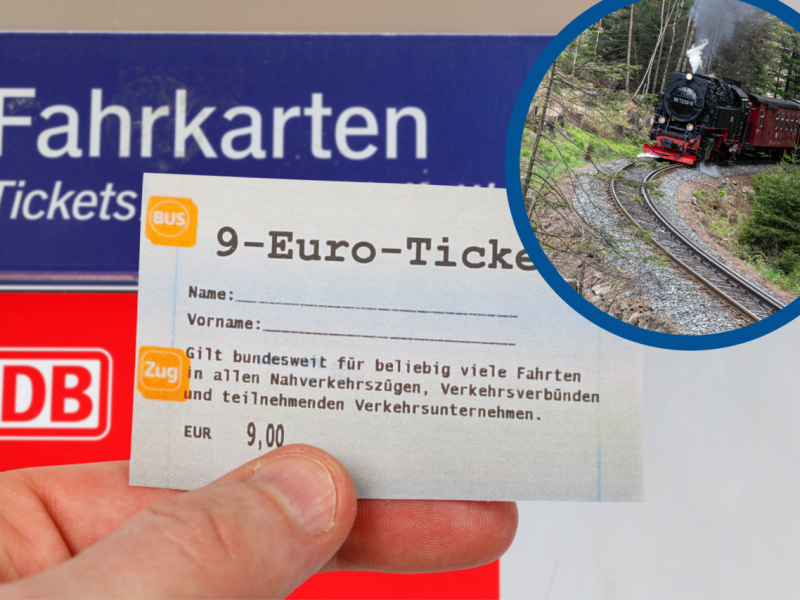 Fahrkarten
Tickets
BUS
9-Euro-Ticke
Name:
Vorname:
Zug
Gilt bundesweit für beliebig viele Fahrten
in allen Nahverkehrszügen, Verkehrsverbünden
und teilnehmenden Verkehrsunternehmen.
EUR 9,00
DB